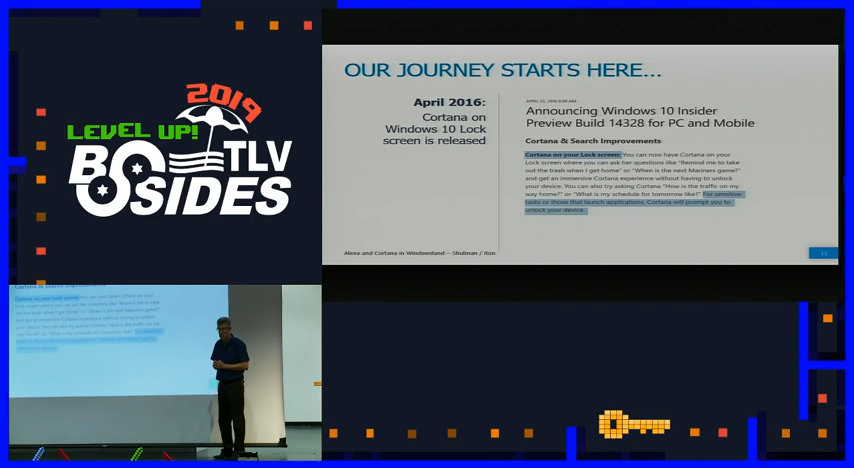 2019
LEVEL UP!
BSIDES TLV
OUR JOURNEY STARTS HERE...
April 2016:
Cortana on
Windows 10 Lock
screen is released
Announcing Windows 10 Insider
Preview Build 14328 for PC and Mobile
Cortana & Search Improvements
Cortana on your Lock screen: You can now have Cortana on your
Lock screen where you can ask her questions like "Remind me to take
out the trash when I get home" or "When is the next Mariners game?"
and get an immersive Cortana experience without having to unlock
your device. You can also try asking Cortana "How is the traffic on my
way home?" or "What is my schedule for tomorrow like?" For sensitive
tasks or those that launch applications, Cortana will prompt you to
unlock your device.
Alexa and Cortana in Windowsland – Shulman / Ron
11